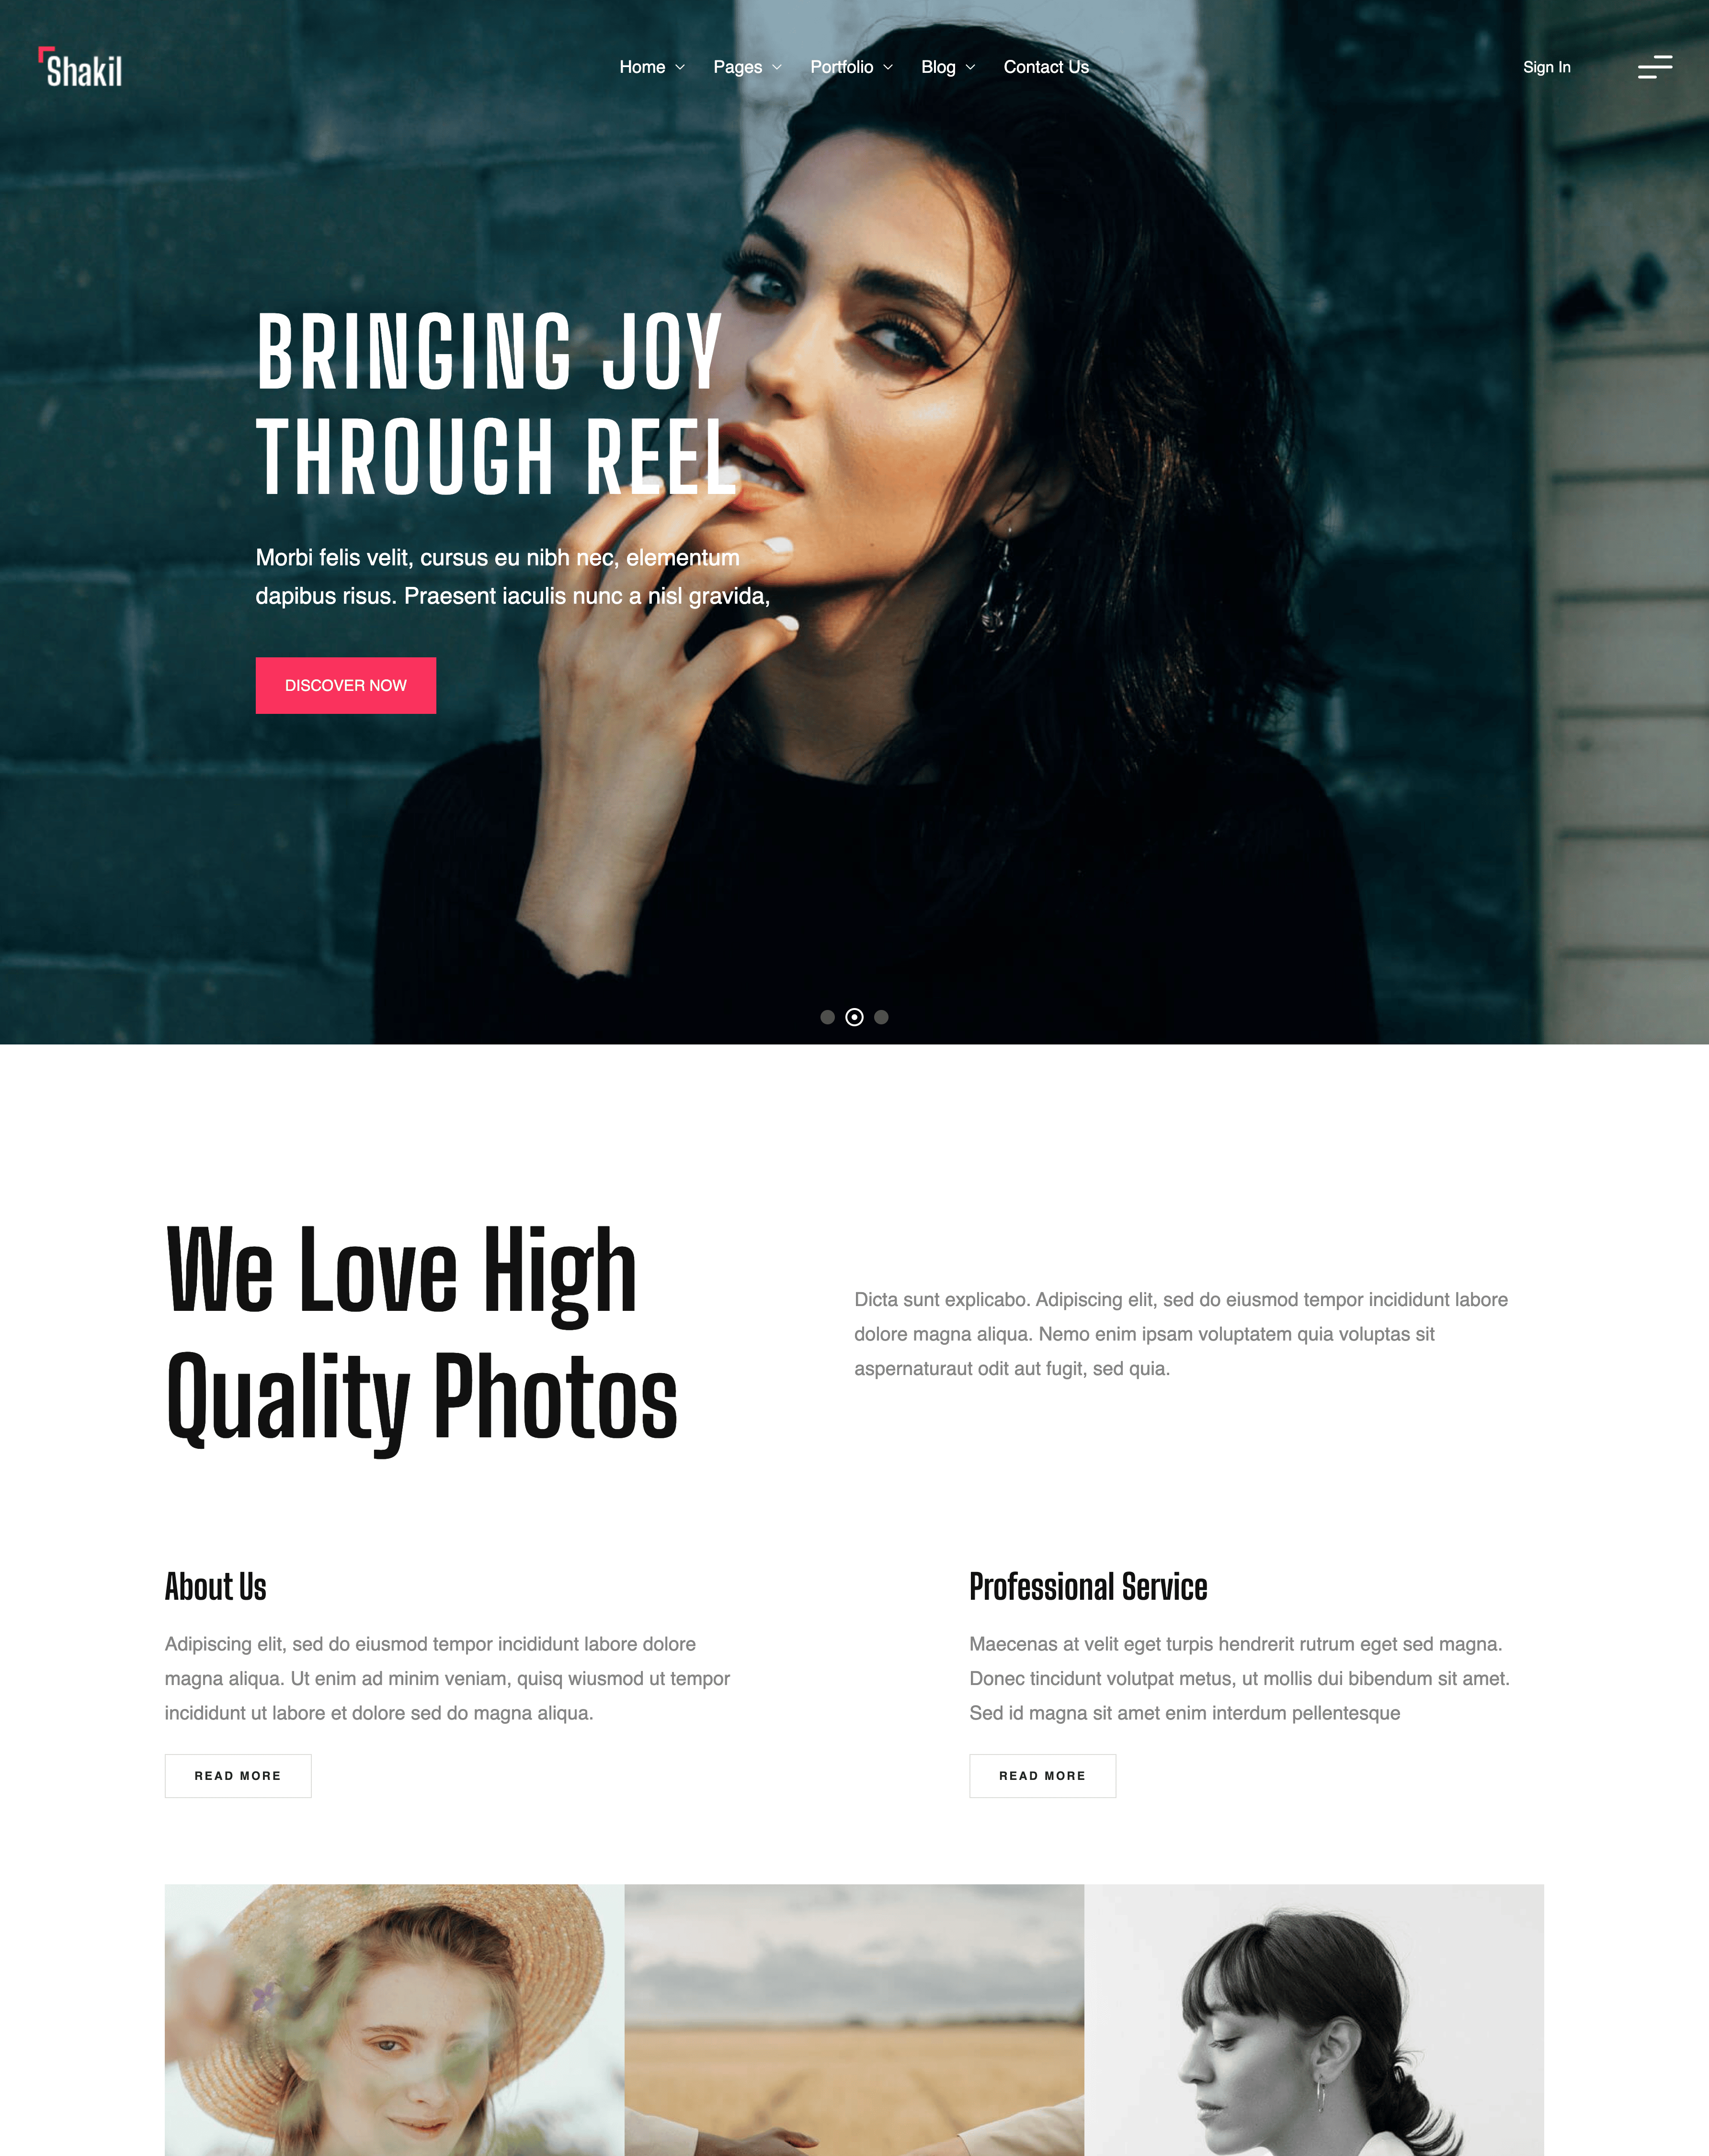 Shakil
Home Pages Portfolio Blog Contact Us
Sign In
BRINGING JOY
THROUGH REEL
Morbi felis velit, cursus eu nibh nec, elementum
dapibus risus. Praesent iaculis nunc a nisl gravida,
DISCOVER NOW
We Love High
Quality Photos
Dicta sunt explicabo. Adipiscing elit, sed do eiusmod tempor incididunt labore
dolore magna aliqua. Nemo enim ipsam voluptatem quia voluptas sit
aspernaturaut odit aut fugit, sed quia.
About Us
Adipiscing elit, sed do eiusmod tempor incididunt labore dolore
magna aliqua. Ut enim ad minim veniam, quisq wiusmod ut tempor
incididunt ut labore et dolore sed do magna aliqua.
READ MORE
Professional Service
Maecenas at velit eget turpis hendrerit rutrum eget sed magna.
Donec tincidunt volutpat metus, ut mollis dui bibendum sit amet.
Sed id magna sit amet enim interdum pellentesque
READ MORE